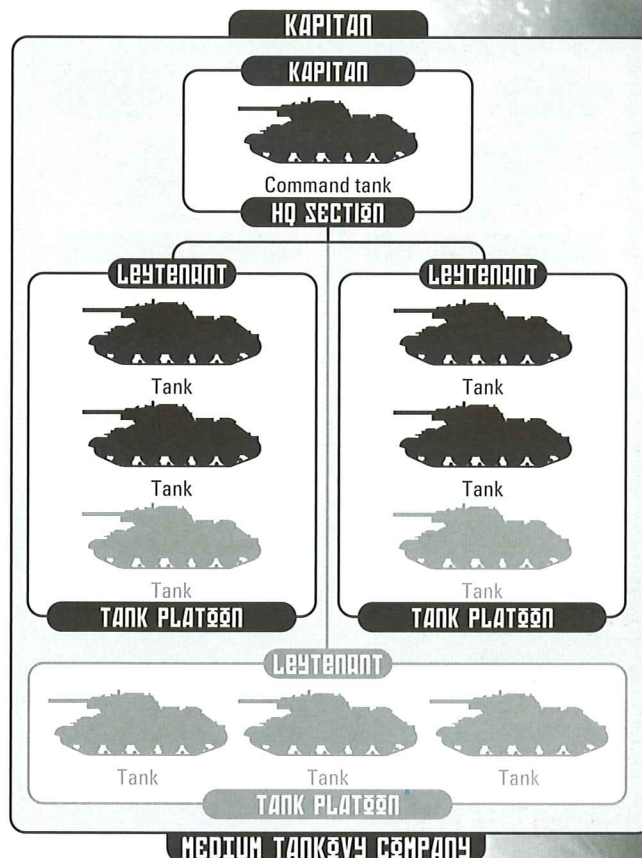 KAPITAN
KAPITAN
Command tank
HQ SECTION
LEYTENANT
LEYTENANT
Tank
Tank
Tank
Tank
Tank
Tank
TANK PLATOON
TANK PLATOON
LEYTENANT
Tank
Tank
Tank
TANK PLATOON
MEDIUM TANKOVY COMPANY